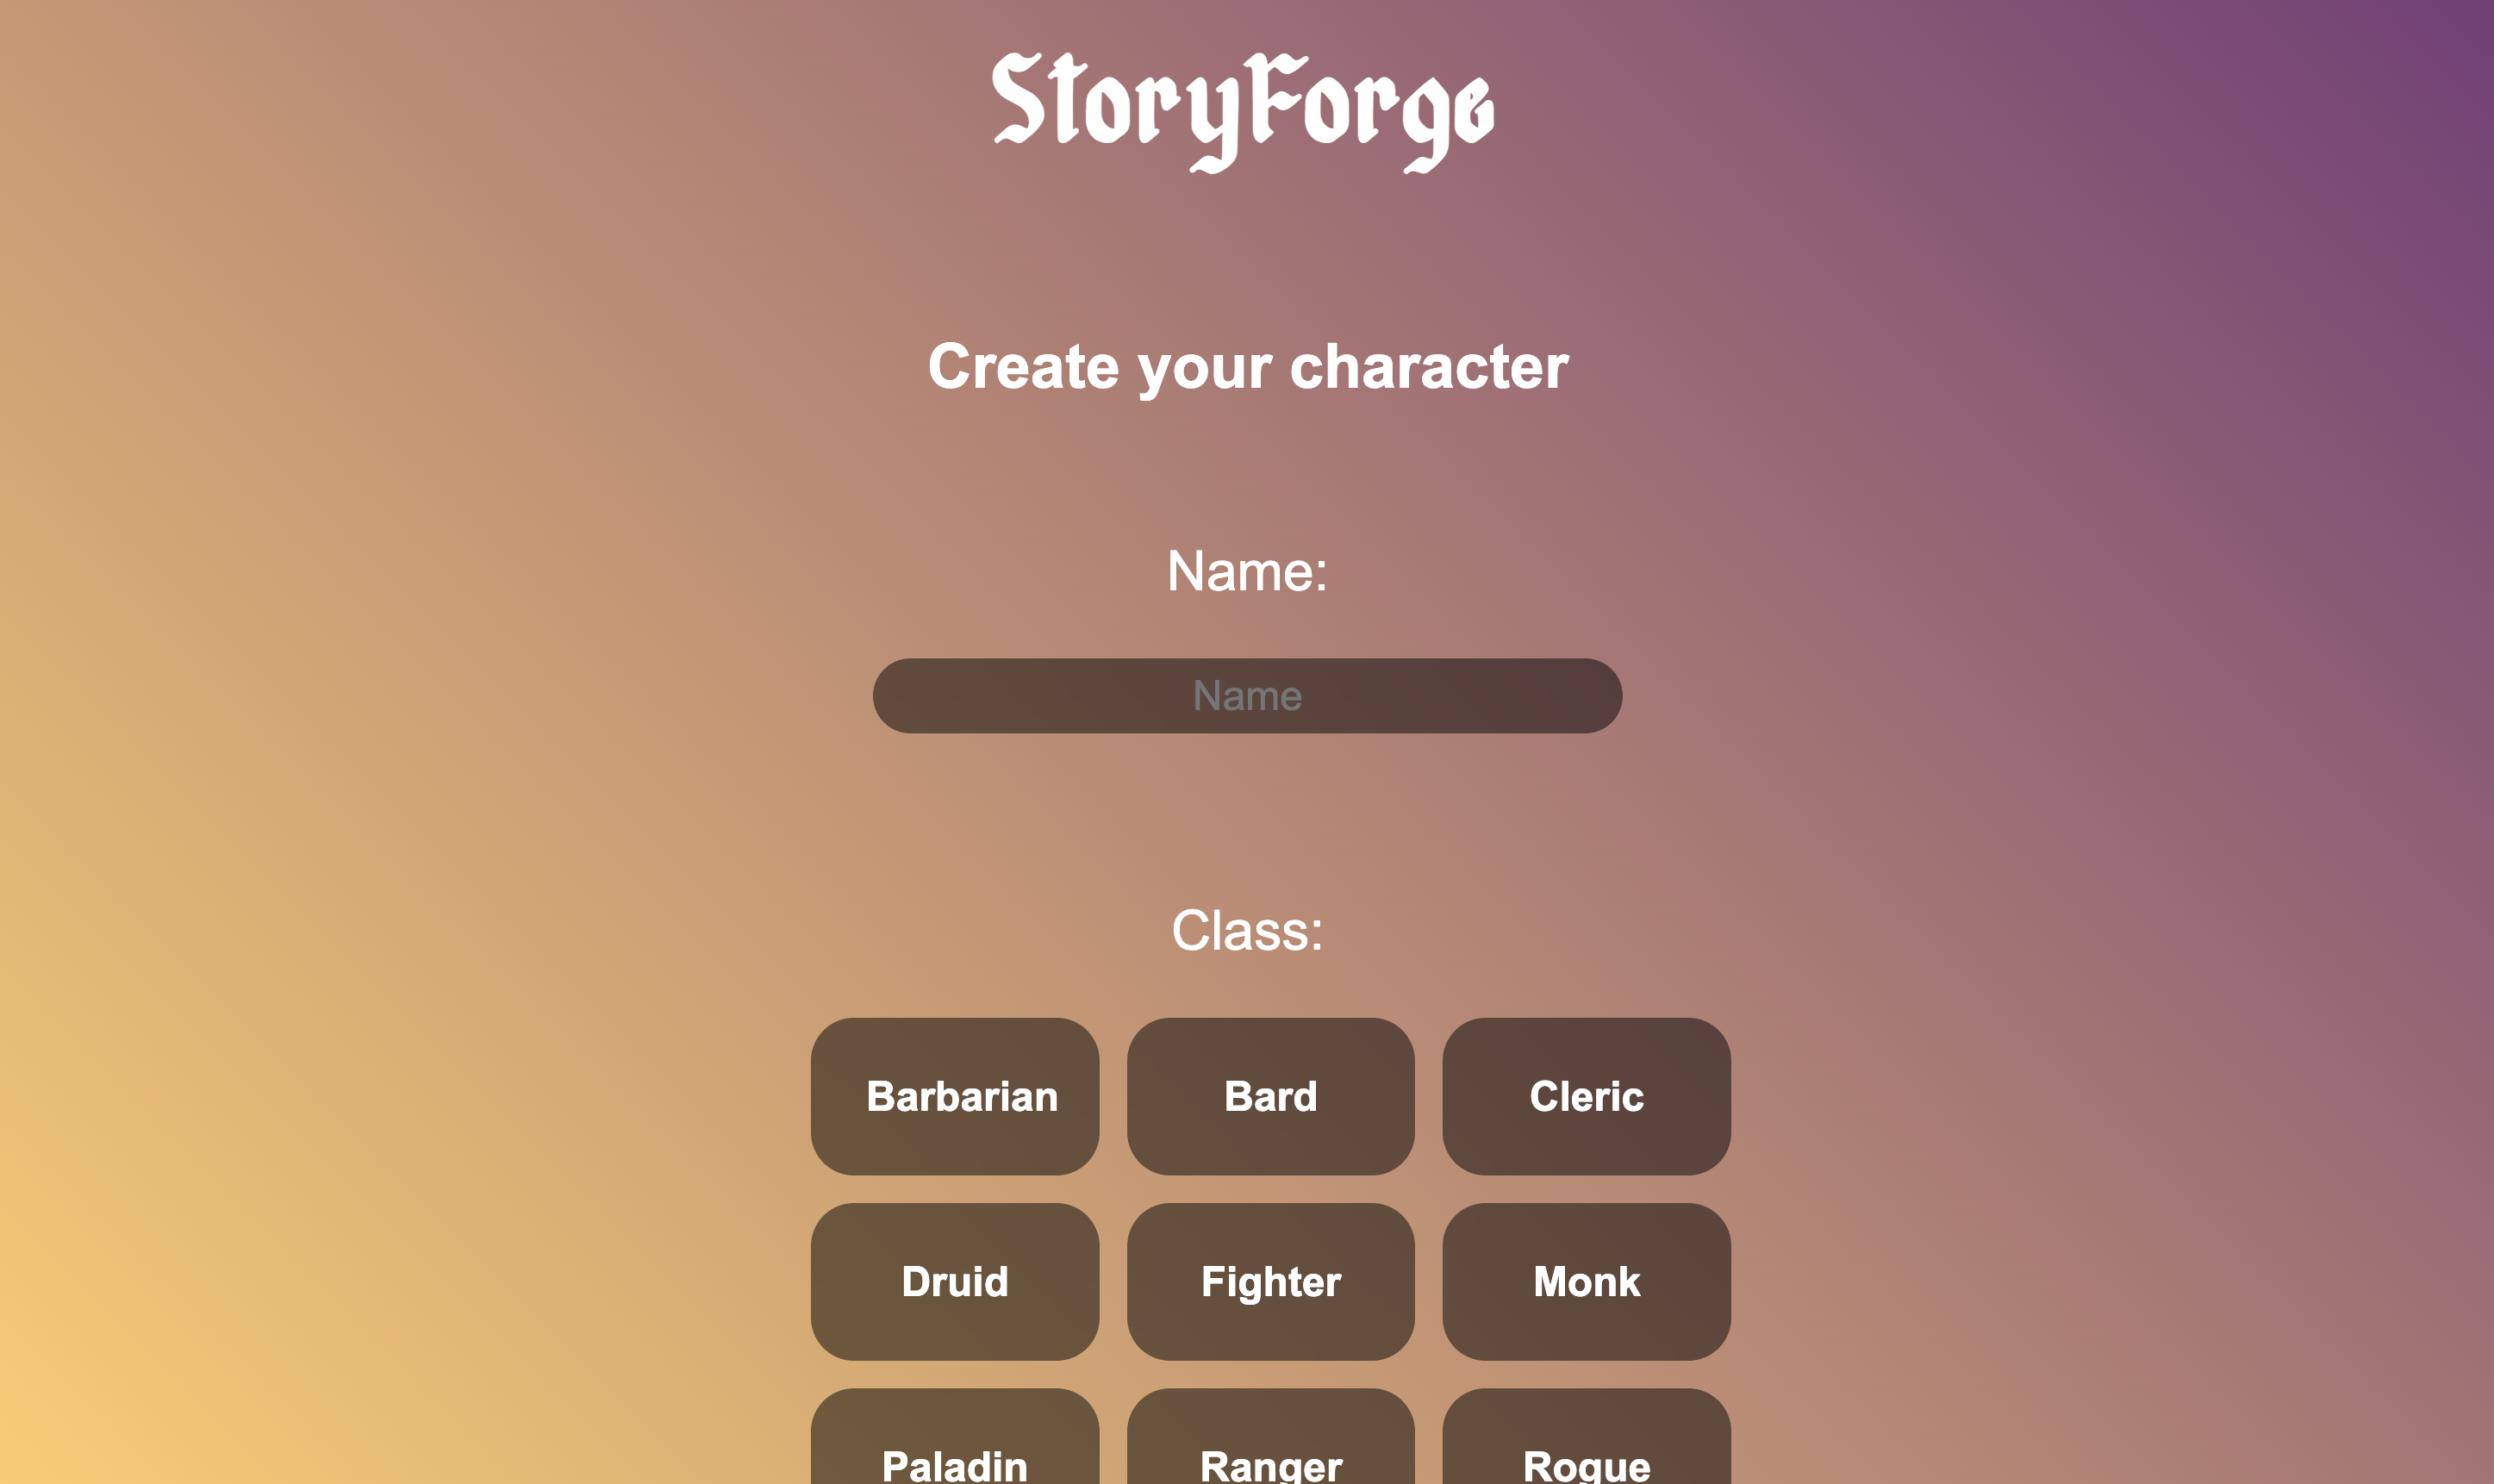 StoryForge
Create your character
Name:
Name
Class:
Barbarian
Bard
Cleric
Druid
Fighter
Monk
Paladin
Ranger
Rogue